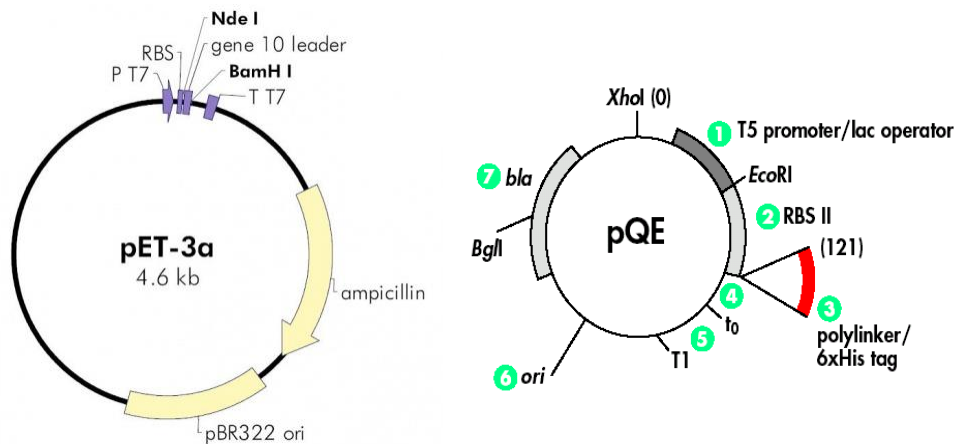 Nde I
gene 10 leader
RBS
BamH I
P T7
T T7
pET-3a
4.6 kb
ampicillin
pBR322 ori
XhoI (0)
1 T5 promoter/lac operator
EcoRI
7 bla
2 RBS II
BglI
pQE
(121)
4
3
t0
5
polylinker/
6xHis tag
T1
6 ori